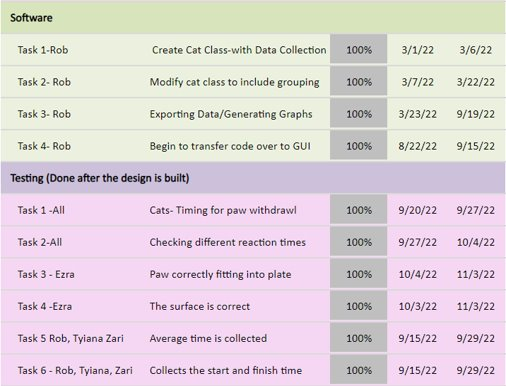 Software
Task 1-Rob Create Cat Class-with Data Collection 100% 3/1/22 3/6/22
Task 2- Rob Modify cat class to include grouping 100% 3/7/22 3/22/22
Task 3- Rob Exporting Data/Generating Graphs 100% 3/23/22 9/19/22
Task 4- Rob Begin to transfer code over to GUI 100% 8/22/22 9/15/22
Testing (Done after the design is built)
Task 1 -All Cats- Timing for paw withdrawl 100% 9/20/22 9/27/22
Task 2-All Checking different reaction times 100% 9/27/22 10/4/22
Task 3 - Ezra Paw correctly fitting into plate 100% 10/4/22 11/3/22
Task 4 -Ezra The surface is correct 100% 10/3/22 11/3/22
Task 5 Rob, Tyiana Zari Average time is collected 100% 9/15/22 9/29/22
Task 6 - Rob, Tyiana, Zari Collects the start and finish time 100% 9/15/22 9/29/22